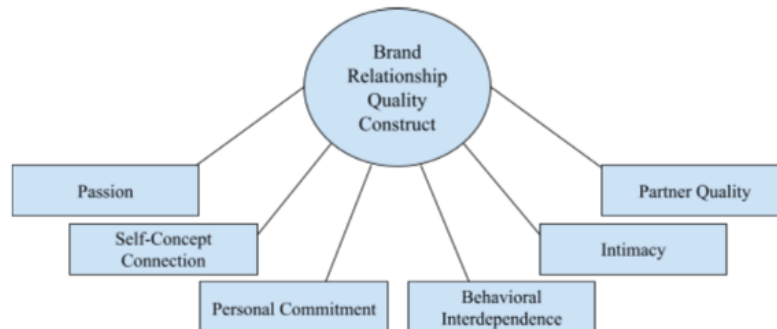 Brand
Relationship
Quality
Construct
Passion
Partner Quality
Self-Concept
Connection
Intimacy
Personal Commitment
Behavioral
Interdependence